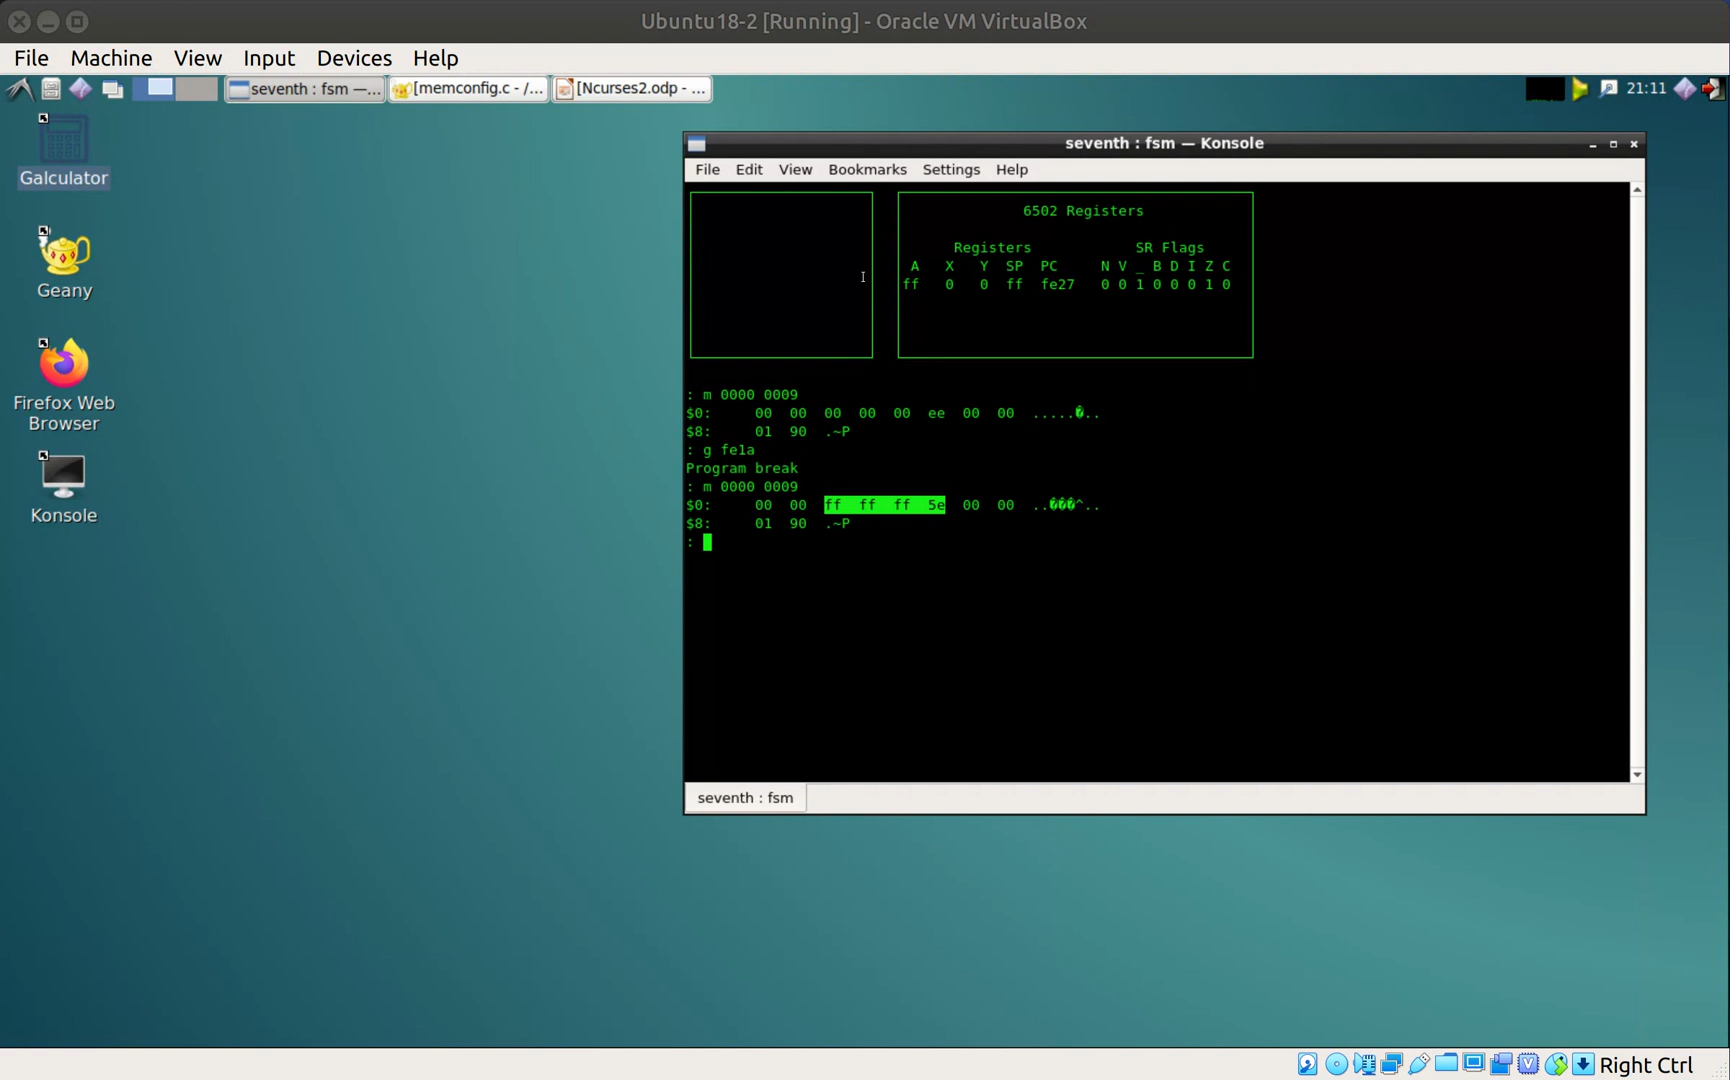 Ubuntu18-2 [Running] - Oracle VM VirtualBox
File Machine View Input Devices Help
seventh : fsm —...
[memconfig.c - /...
[Ncurses2.odp - ...
21:11
Galculator
Geany
Firefox Web
Browser
Konsole
seventh : fsm — Konsole
File Edit View Bookmarks Settings Help
6502 Registers
Registers SR Flags
A X Y SP PC N V _ B D I Z C
ff 0 0 ff fe27 0 0 1 0 0 0 1 0
: m 0000 0009
$0: 00 00 00 00 00 ee 00 00 .....�..
$8: 01 90 .~P
: g fe1a
Program break
: m 0000 0009
$0: 00 00 ff ff ff 5e 00 00 ..���^..
$8: 01 90 .~P
:
seventh : fsm
Right Ctrl